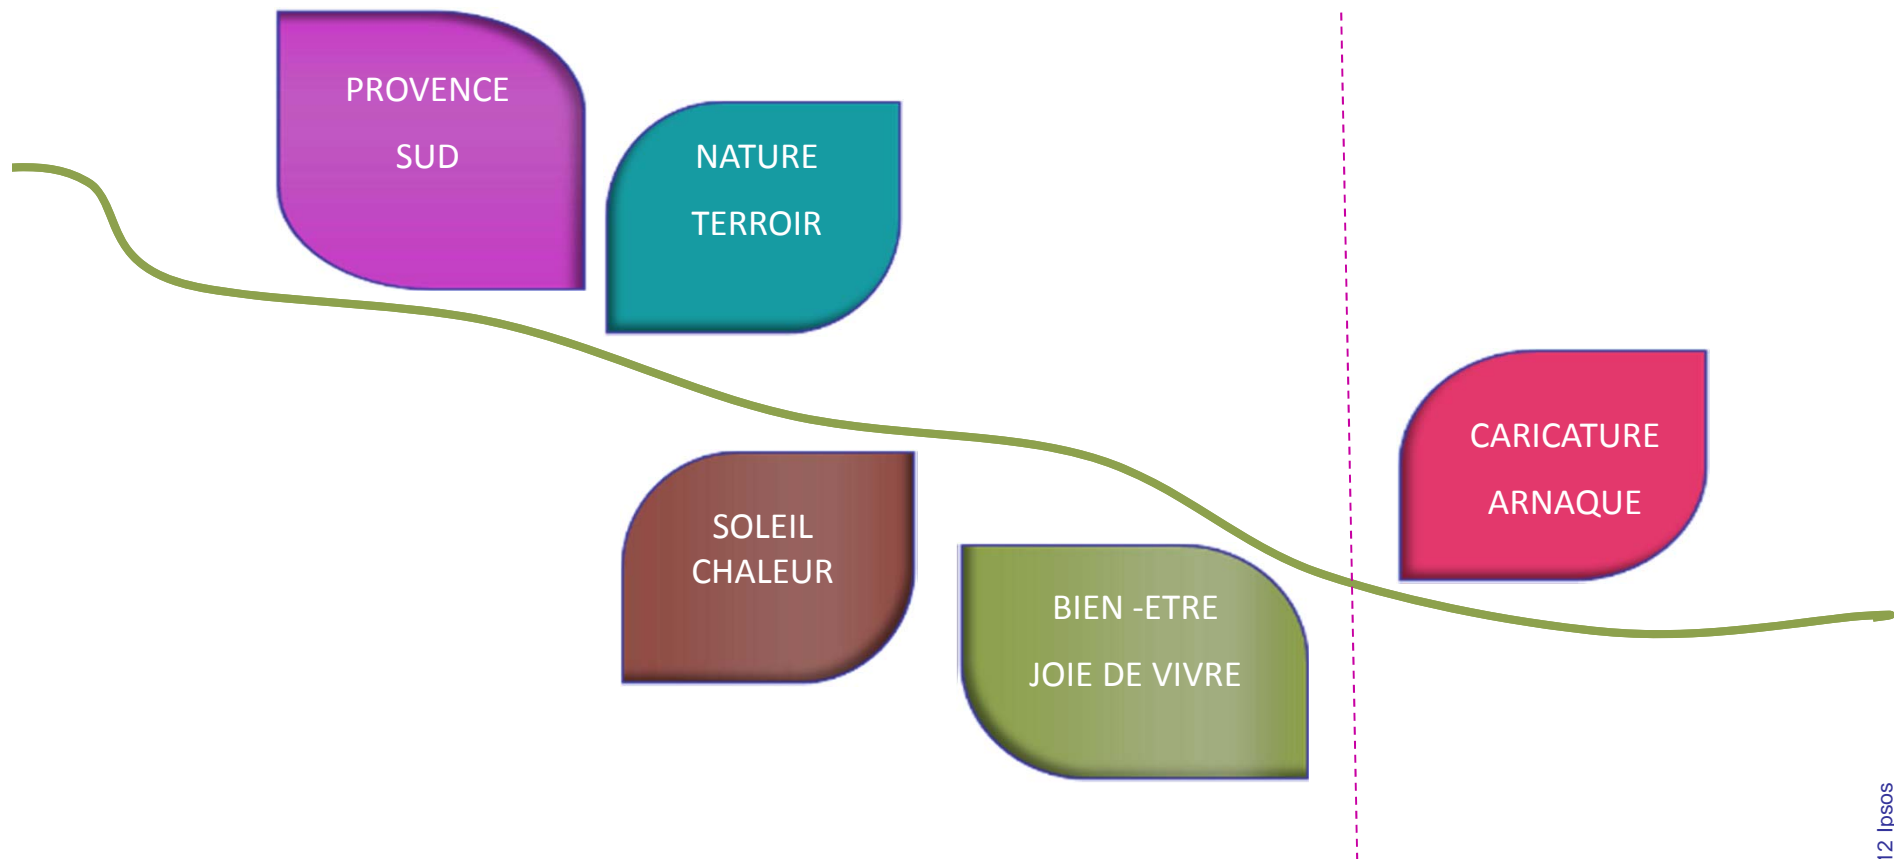 PROVENCE
SUD
NATURE
TERROIR
SOLEIL
CHALEUR
BIEN -ETRE
JOIE DE VIVRE
CARICATURE
ARNAQUE
12 Ipsos